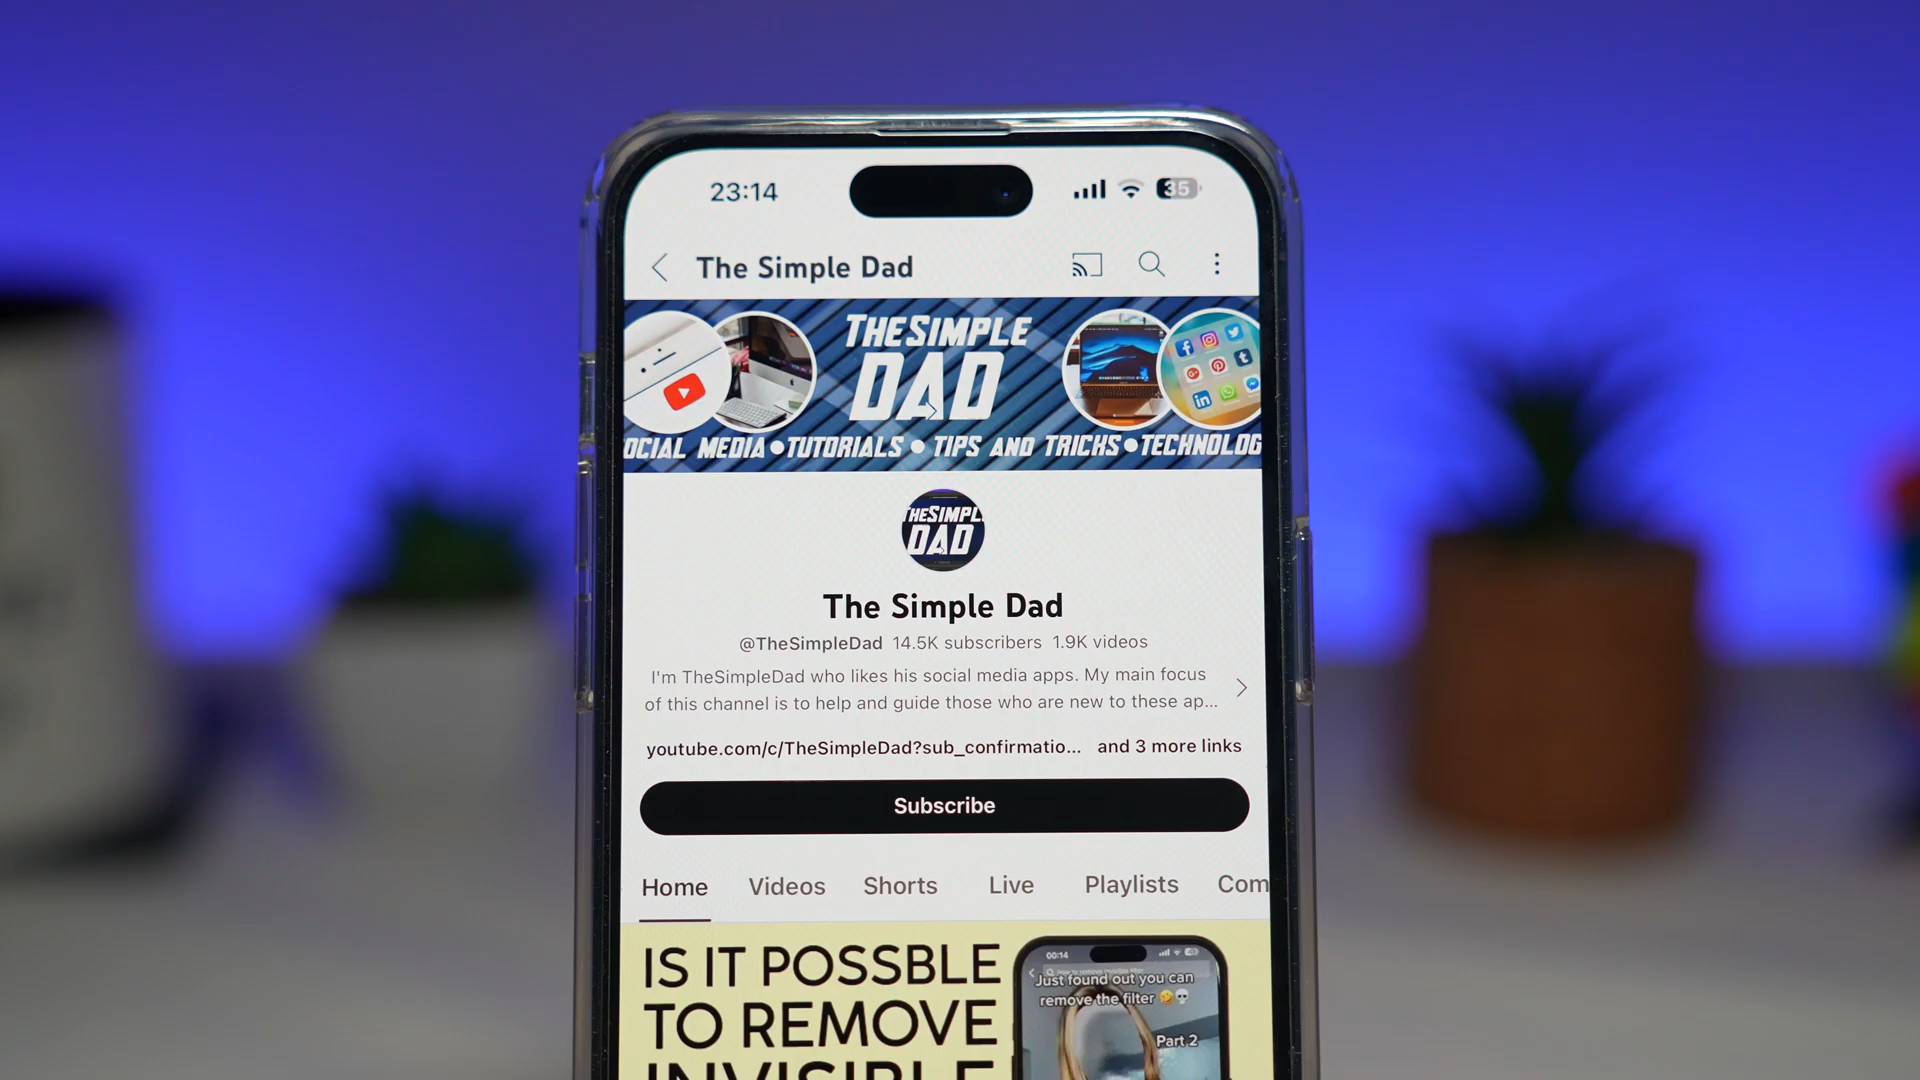 23:14
35
The Simple Dad
THESIMPLE
DAD
OCIAL MEDIA●TUTORIALS ● TIPS AND TRICKS●TECHNOLOG
HESIMPL
DAD
The Simple Dad
@TheSimpleDad 14.5K subscribers 1.9K videos
I'm TheSimpleDad who likes his social media apps. My main focus
of this channel is to help and guide those who are new to these ap...
youtube.com/c/TheSimpleDad?sub_confirmatio... and 3 more links
Subscribe
Home Videos Shorts Live Playlists Com
IS IT POSSBLE
TO REMOVE
INVISIBLE
00:14
Just found out you can
remove the filter 🤣💀
Part 2